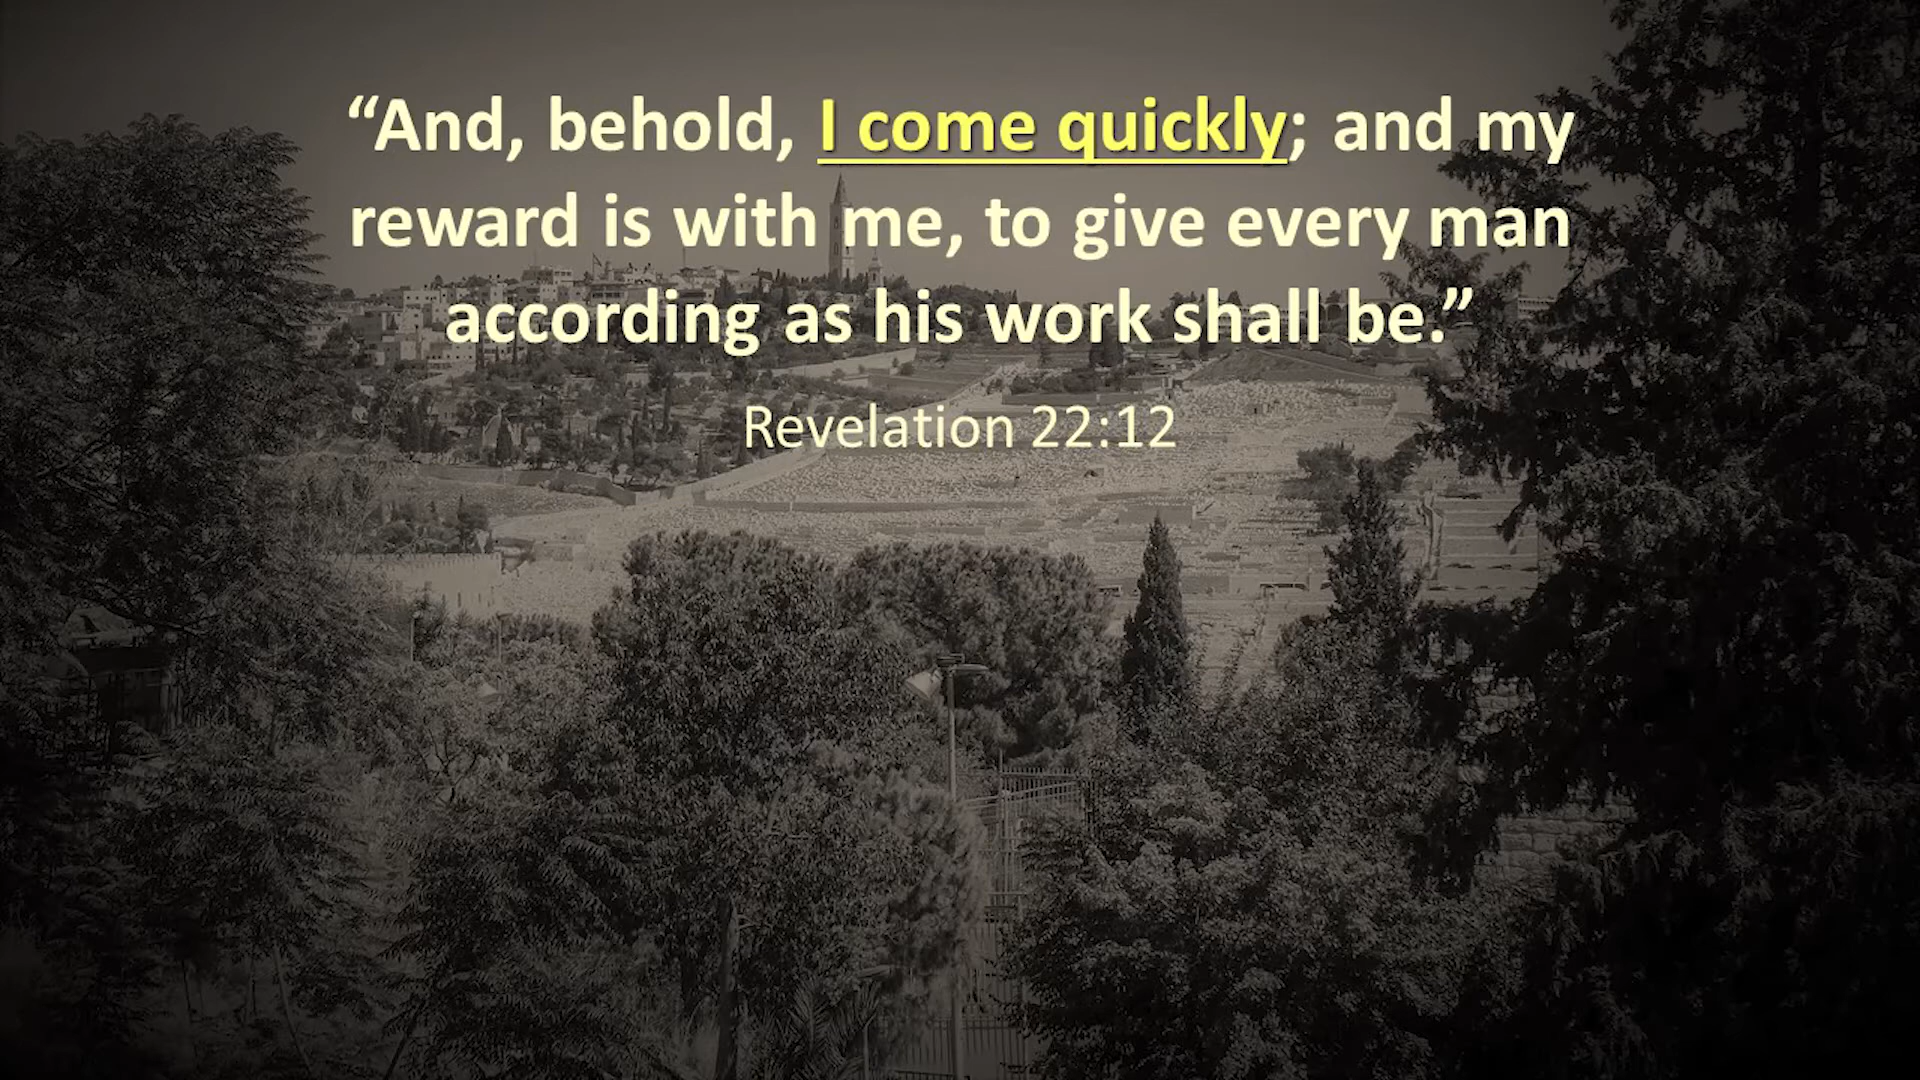 “And, behold, I come quickly; and my
reward is with me, to give every man
according as his work shall be.”
Revelation 22:12